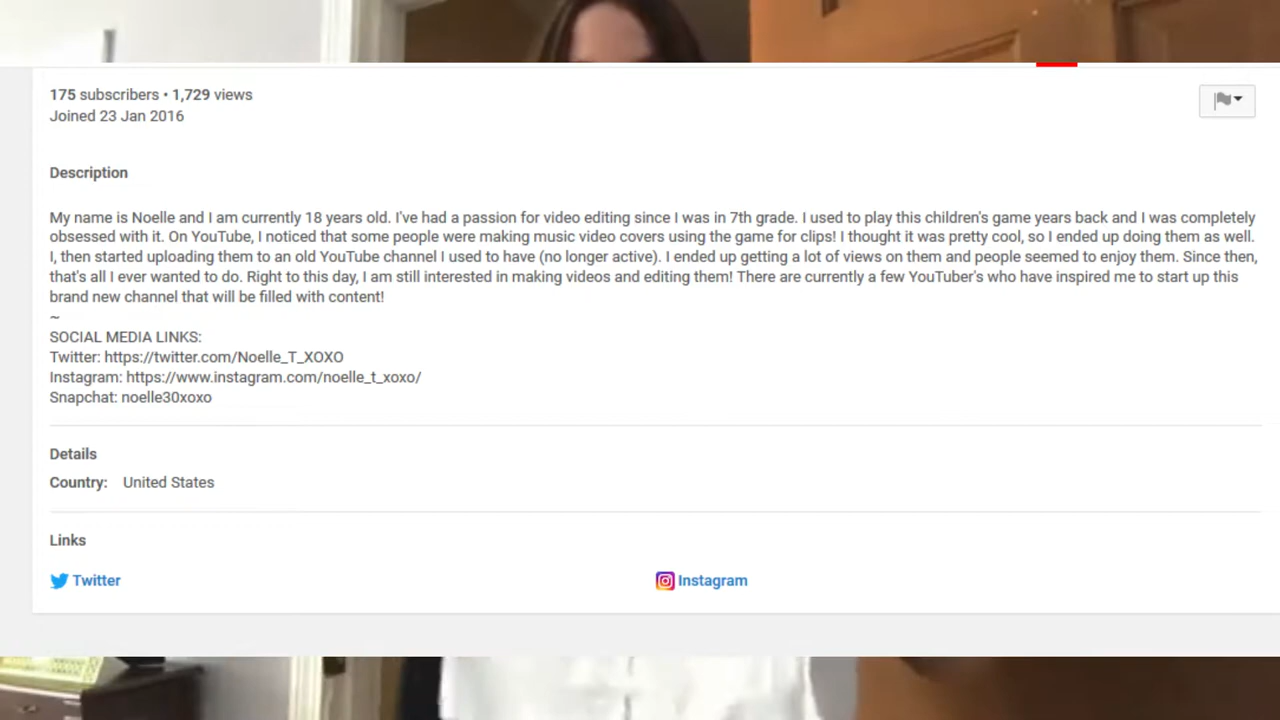 175 subscribers • 1,729 views
Joined 23 Jan 2016
Description
My name is Noelle and I am currently 18 years old. I've had a passion for video editing since I was in 7th grade. I used to play this children's game years back and I was completely
obsessed with it. On YouTube, I noticed that some people were making music video covers using the game for clips! I thought it was pretty cool, so I ended up doing them as well.
I, then started uploading them to an old YouTube channel I used to have (no longer active). I ended up getting a lot of views on them and people seemed to enjoy them. Since then,
that's all I ever wanted to do. Right to this day, I am still interested in making videos and editing them! There are currently a few YouTuber's who have inspired me to start up this
brand new channel that will be filled with content!
~
SOCIAL MEDIA LINKS:
Twitter: https://twitter.com/Noelle_T_XOXO
Instagram: https://www.instagram.com/noelle_t_xoxo/
Snapchat: noelle30xoxo
Details
Country: United States
Links
Twitter Instagram